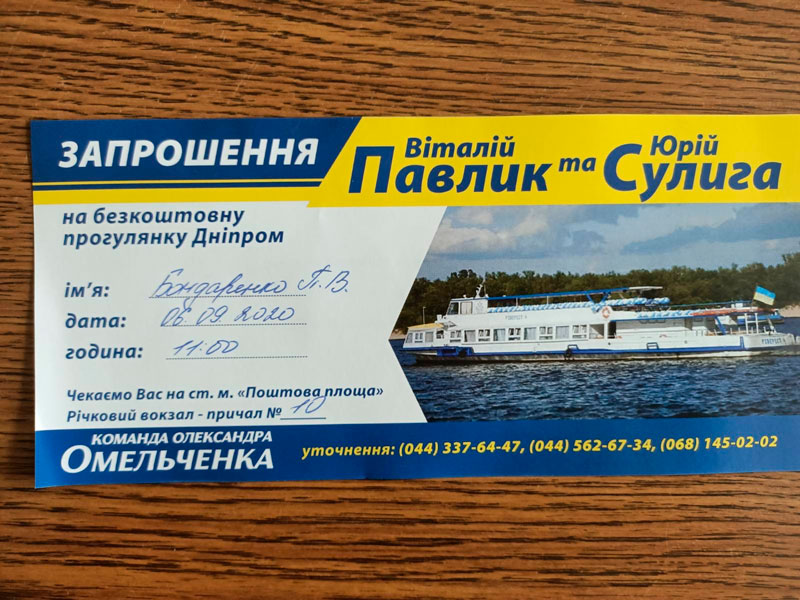 ЗАПРОШЕННЯ
Віталій Павлик та Юрій Сулига
на безкоштовну
прогулянку Дніпром
ім’я: Бондаренко П.В.
дата: 06.09.2020
година: 11:00
Чекаємо Вас на ст. м. «Поштова площа»
Річковий вокзал - причал № 10
КОМАНДА ОЛЕКСАНДРА
ОМЕЛЬЧЕНКА
уточнення: (044) 337-64-47, (044) 562-67-34, (068) 145-02-02